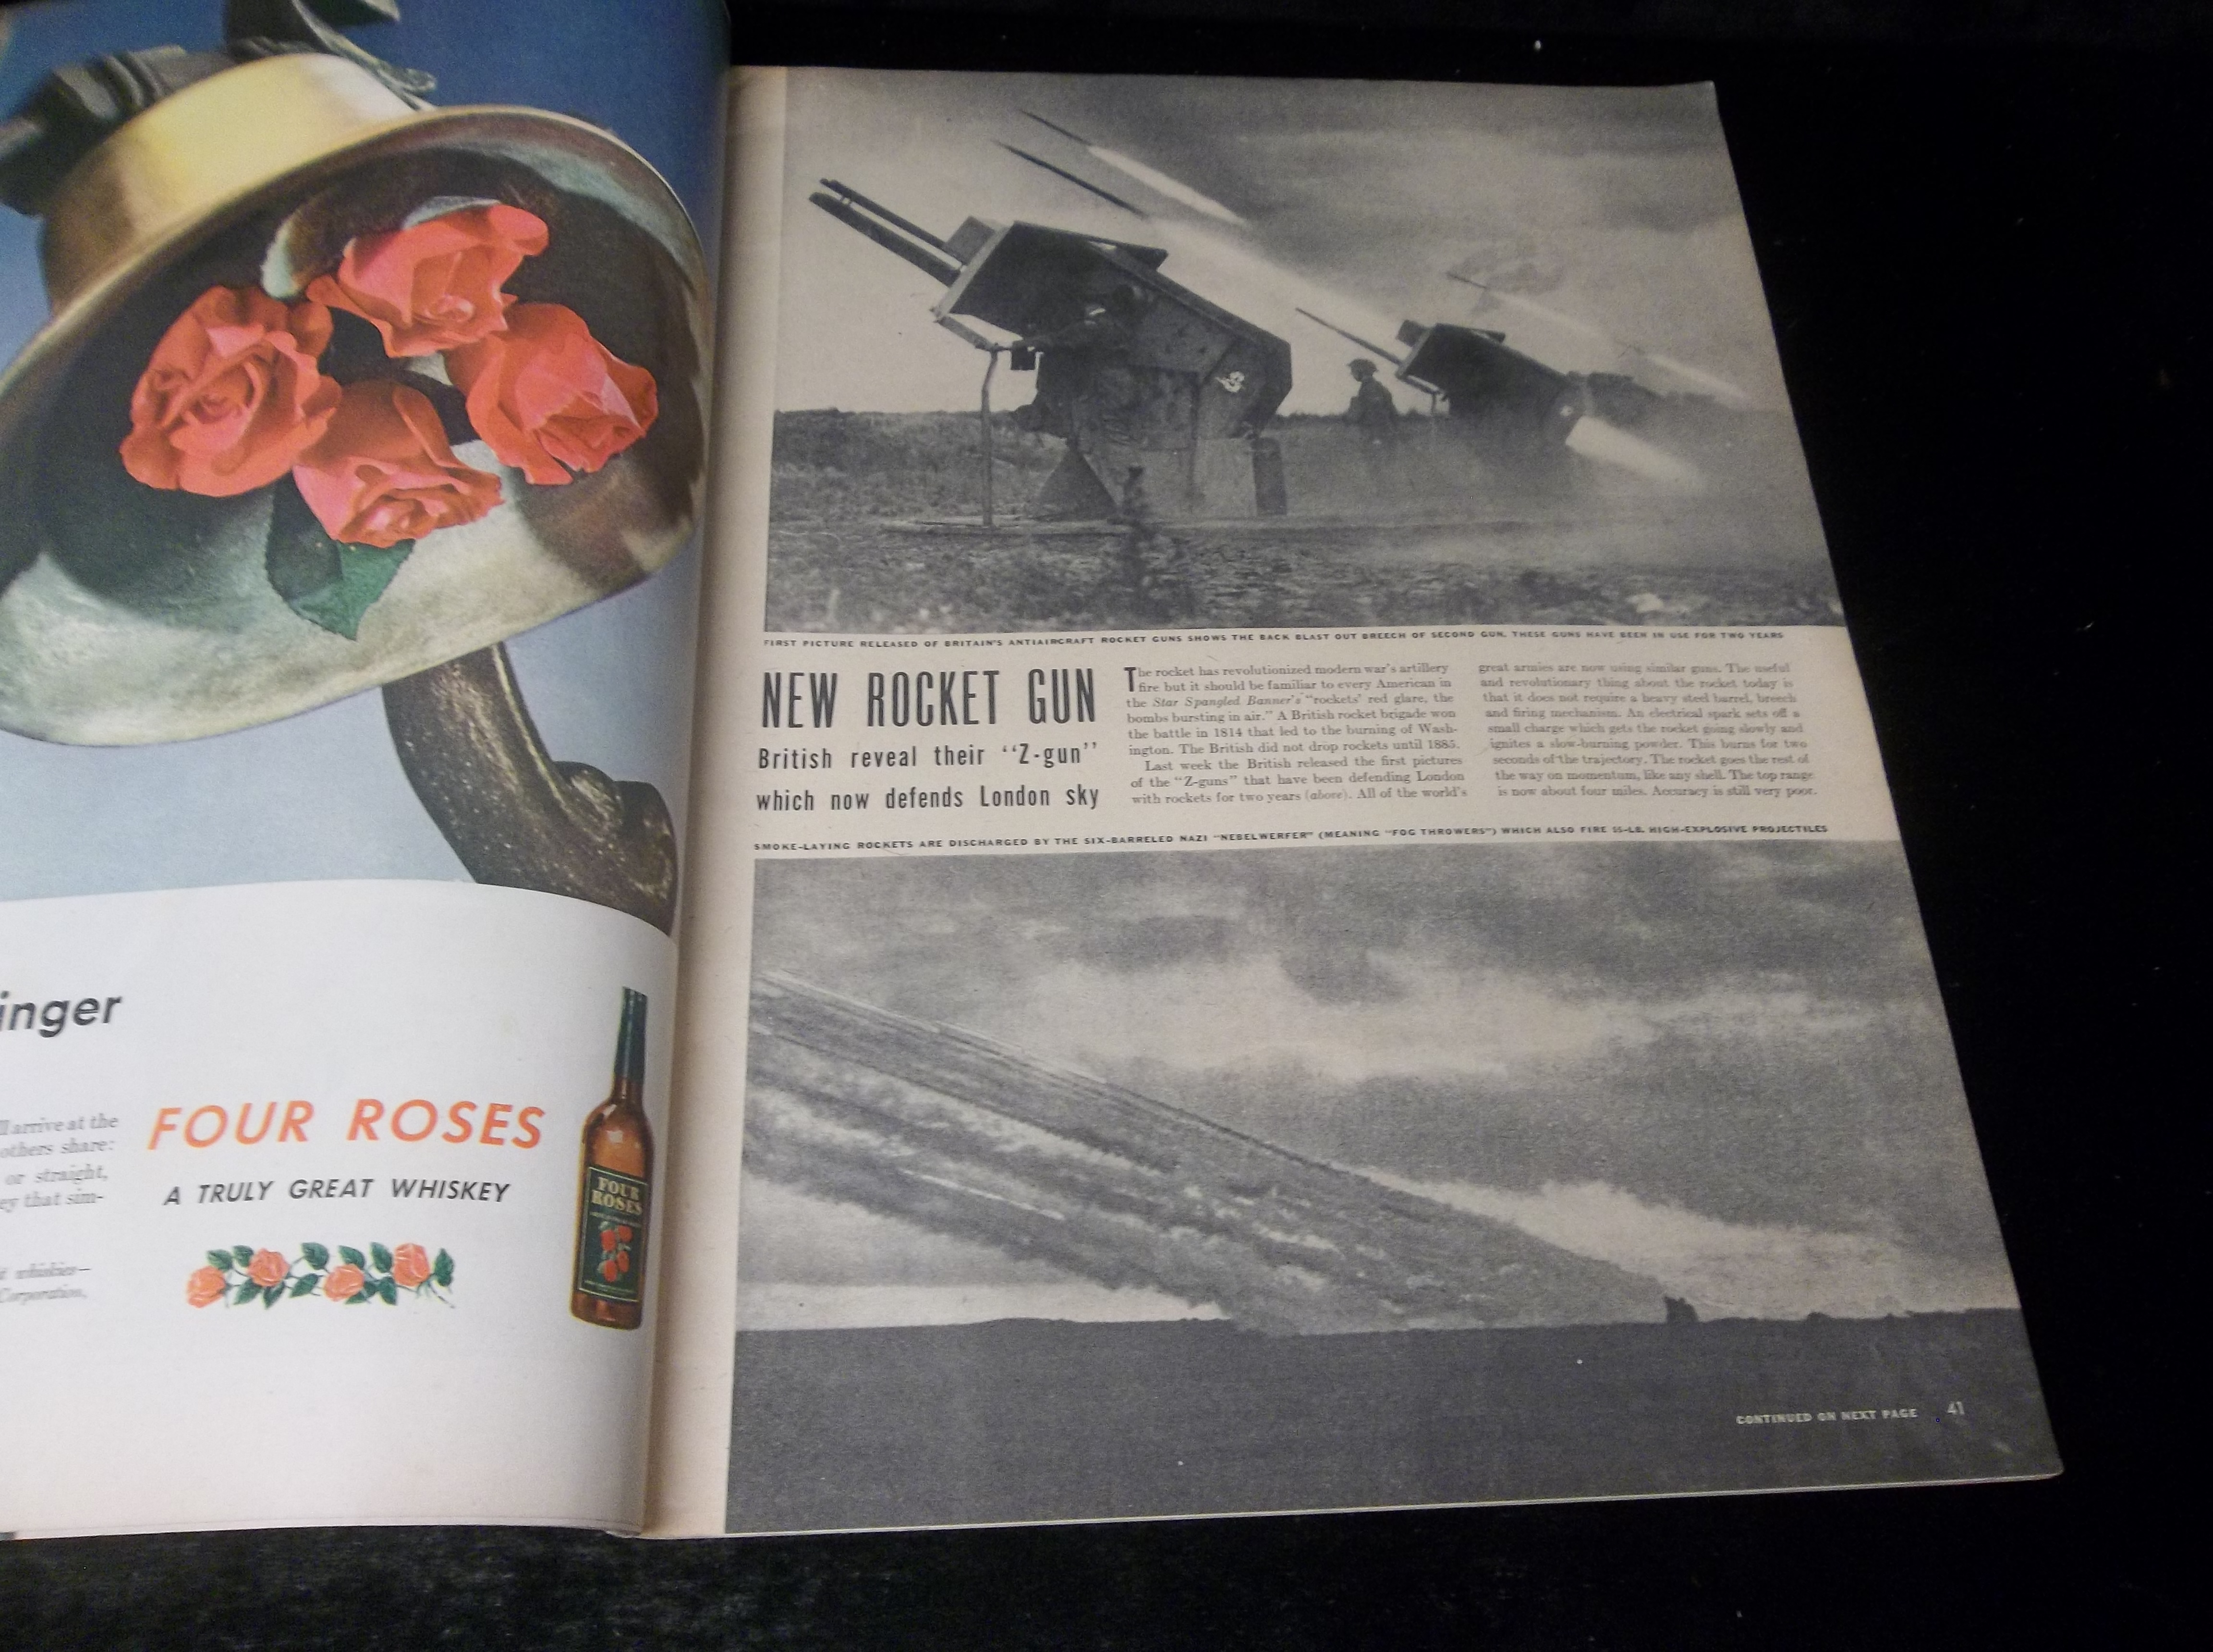 inger
ll arrive at the
others share:
or straight,
ey that sim-
t whiskies—
Corporation,
FOUR ROSES
A TRULY GREAT WHISKEY
FOUR
ROSES
FIRST PICTURE RELEASED OF BRITAIN'S ANTIAIRCRAFT ROCKET GUNS SHOWS THE BACK BLAST OUT BREECH OF SECOND GUN. THESE GUNS HAVE BEEN IN USE FOR TWO YEARS
NEW ROCKET GUN
British reveal their "Z-gun"
which now defends London sky
The rocket has revolutionized modern war's artillery
fire but it should be familiar to every American in
the Star Spangled Banner's "rockets' red glare, the
bombs bursting in air." A British rocket brigade won
the battle in 1814 that led to the burning of Wash-
ington. The British did not drop rockets until 1885.
Last week the British released the first pictures
of the "Z-guns" that have been defending London
with rockets for two years (above). All of the world's
great armies are now using similar guns. The useful
and revolutionary thing about the rocket today is
that it does not require a heavy steel barrel, breech
and firing mechanism. An electrical spark sets off a
small charge which gets the rocket going slowly and
ignites a slow-burning powder. This burns for two
seconds of the trajectory. The rocket goes the rest of
the way on momentum, like any shell. The top range
is now about four miles. Accuracy is still very poor.
SMOKE-LAYING ROCKETS ARE DISCHARGED BY THE SIX-BARRELED NAZI "NEBELWERFER" (MEANING "FOG THROWERS") WHICH ALSO FIRE 55-LB. HIGH-EXPLOSIVE PROJECTILES
CONTINUED ON NEXT PAGE 41